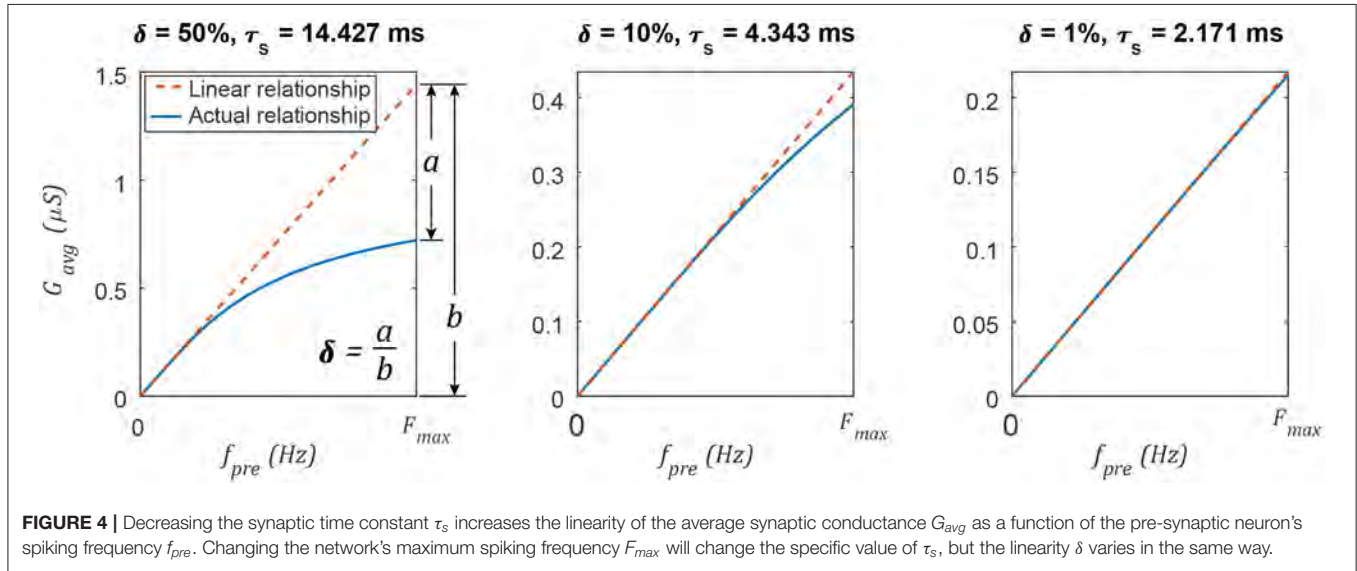 δ = 50%, τs = 14.427 ms
1.5
1
0.5
0
Linear relationship
Actual relationship
a
b
δ = a/b
Gavg (μS)
0
Fmax
fpre (Hz)
δ = 10%, τs = 4.343 ms
0.4
0.3
0.2
0.1
0
0
Fmax
fpre (Hz)
δ = 1%, τs = 2.171 ms
0.2
0.15
0.1
0.05
0
0
Fmax
fpre (Hz)
FIGURE 4 | Decreasing the synaptic time constant τs increases the linearity of the average synaptic conductance Gavg as a function of the pre-synaptic neuron's
spiking frequency fpre. Changing the network's maximum spiking frequency Fmax will change the specific value of τs, but the linearity δ varies in the same way.